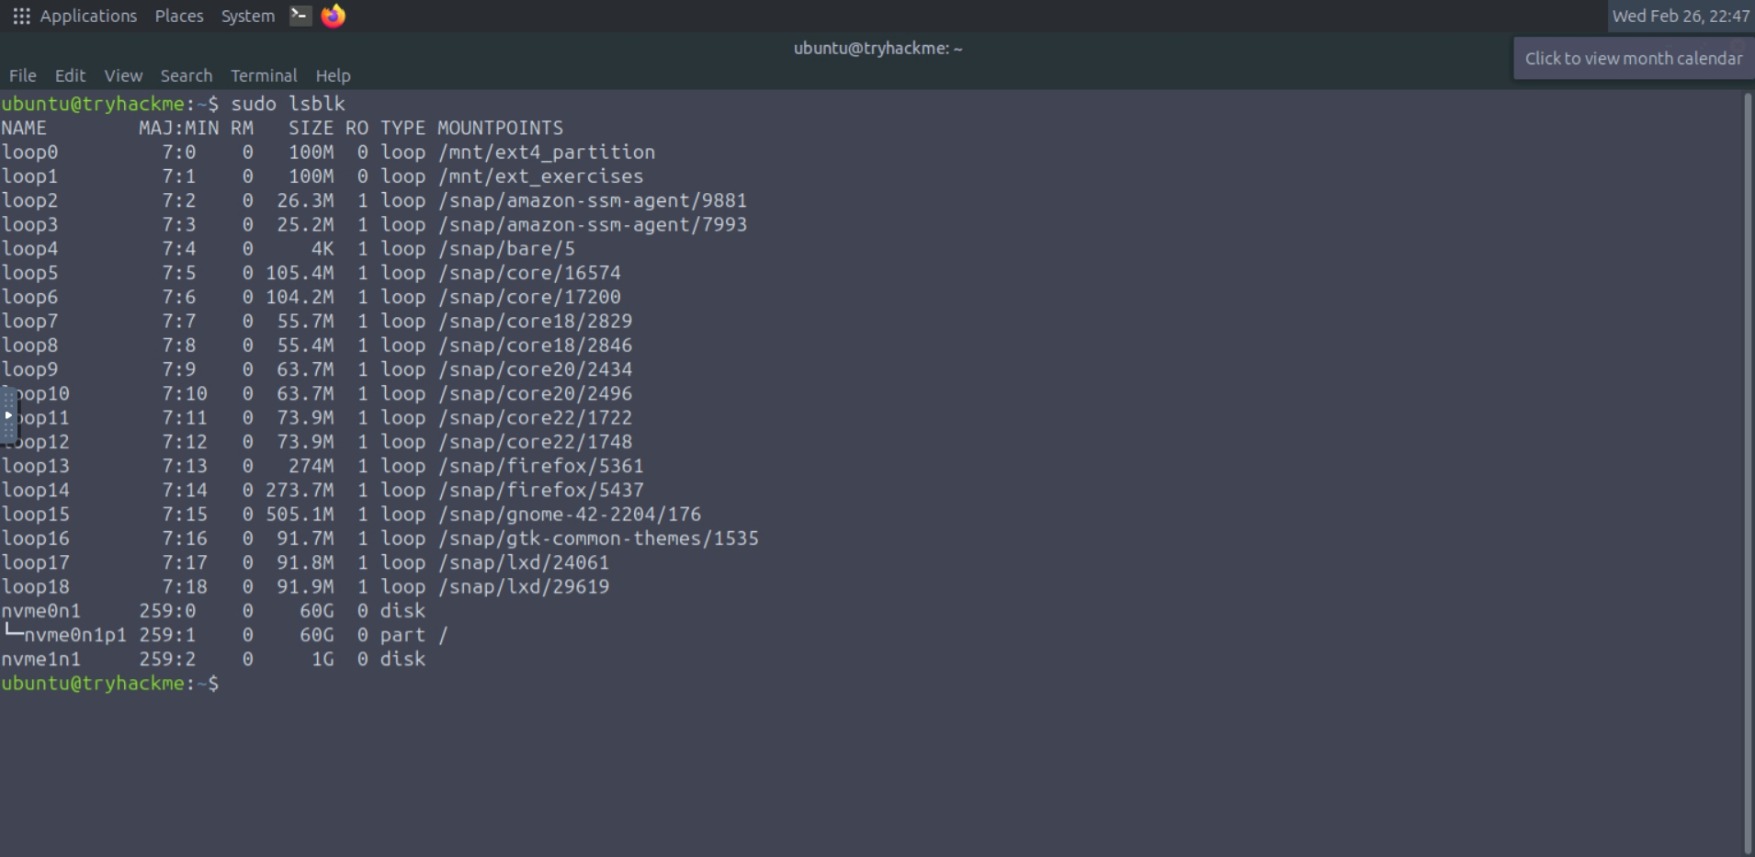 Applications Places System Wed Feb 26, 22:47
ubuntu@tryhackme: ~
Click to view month calendar
File Edit View Search Terminal Help
ubuntu@tryhackme:~$ sudo lsblk
NAME        MAJ:MIN RM   SIZE RO TYPE MOUNTPOINTS
loop0         7:0    0   100M  0 loop /mnt/ext4_partition
loop1         7:1    0   100M  0 loop /mnt/ext_exercises
loop2         7:2    0  26.3M  1 loop /snap/amazon-ssm-agent/9881
loop3         7:3    0  25.2M  1 loop /snap/amazon-ssm-agent/7993
loop4         7:4    0     4K  1 loop /snap/bare/5
loop5         7:5    0 105.4M  1 loop /snap/core/16574
loop6         7:6    0 104.2M  1 loop /snap/core/17200
loop7         7:7    0  55.7M  1 loop /snap/core18/2829
loop8         7:8    0  55.4M  1 loop /snap/core18/2846
loop9         7:9    0  63.7M  1 loop /snap/core20/2434
loop10        7:10   0  63.7M  1 loop /snap/core20/2496
loop11        7:11   0  73.9M  1 loop /snap/core22/1722
loop12        7:12   0  73.9M  1 loop /snap/core22/1748
loop13        7:13   0   274M  1 loop /snap/firefox/5361
loop14        7:14   0 273.7M  1 loop /snap/firefox/5437
loop15        7:15   0 505.1M  1 loop /snap/gnome-42-2204/176
loop16        7:16   0  91.7M  1 loop /snap/gtk-common-themes/1535
loop17        7:17   0  91.8M  1 loop /snap/lxd/24061
loop18        7:18   0  91.9M  1 loop /snap/lxd/29619
nvme0n1     259:0    0    60G  0 disk
└─nvme0n1p1 259:1    0    60G  0 part /
nvme1n1     259:2    0     1G  0 disk
ubuntu@tryhackme:~$